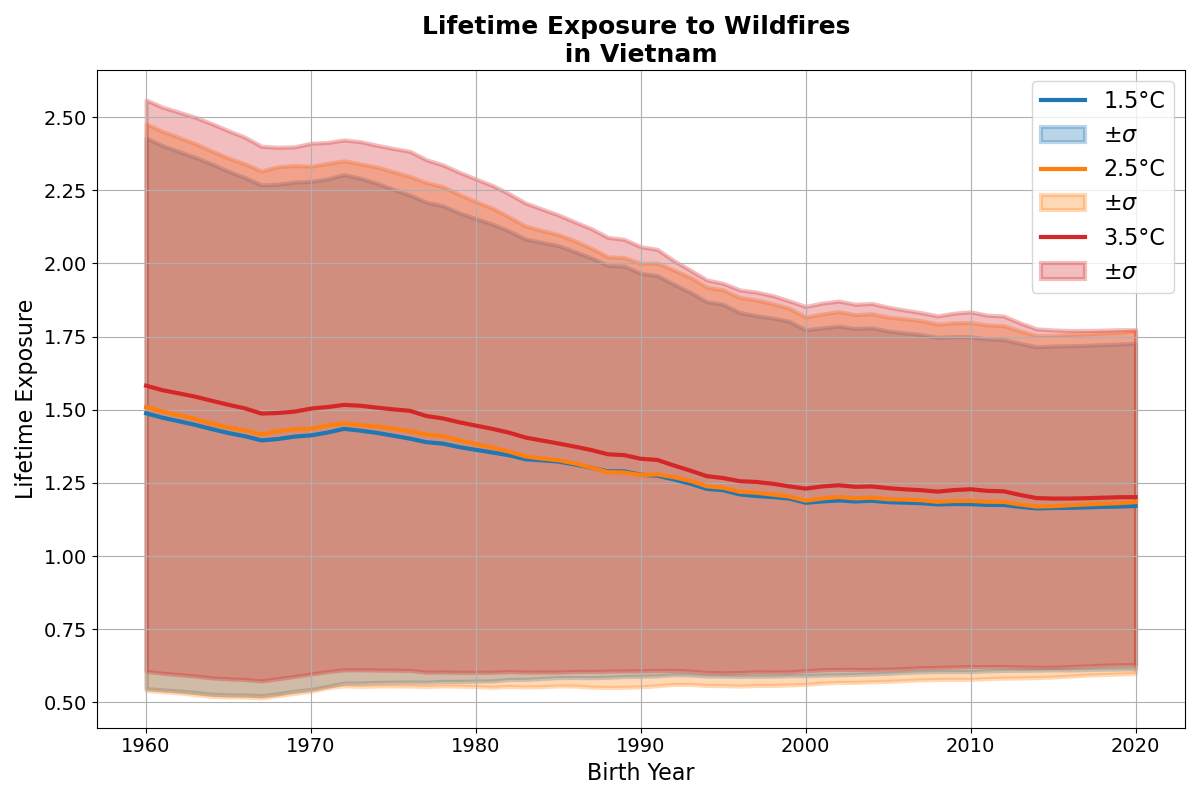 Lifetime Exposure to Wildfires
in Vietnam
Lifetime Exposure
2.50
2.25
2.00
1.75
1.50
1.25
1.00
0.75
0.50
1.5°C
±σ
2.5°C
±σ
3.5°C
±σ
1960
1970
1980
1990
2000
2010
2020
Birth Year